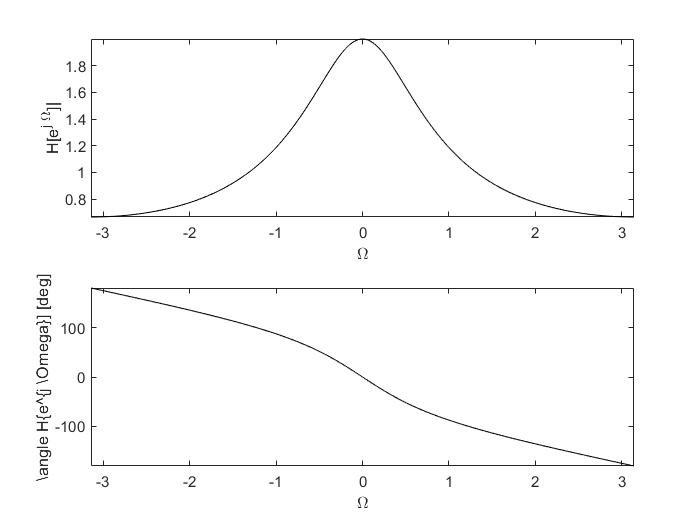 H[e^{j Ω}]|
1.8
1.6
1.4
1.2
1
0.8
-3 -2 -1 0 1 2 3
Ω
\angle H{e^{j \Omega}] [deg]
100
0
-100
-3 -2 -1 0 1 2 3
Ω